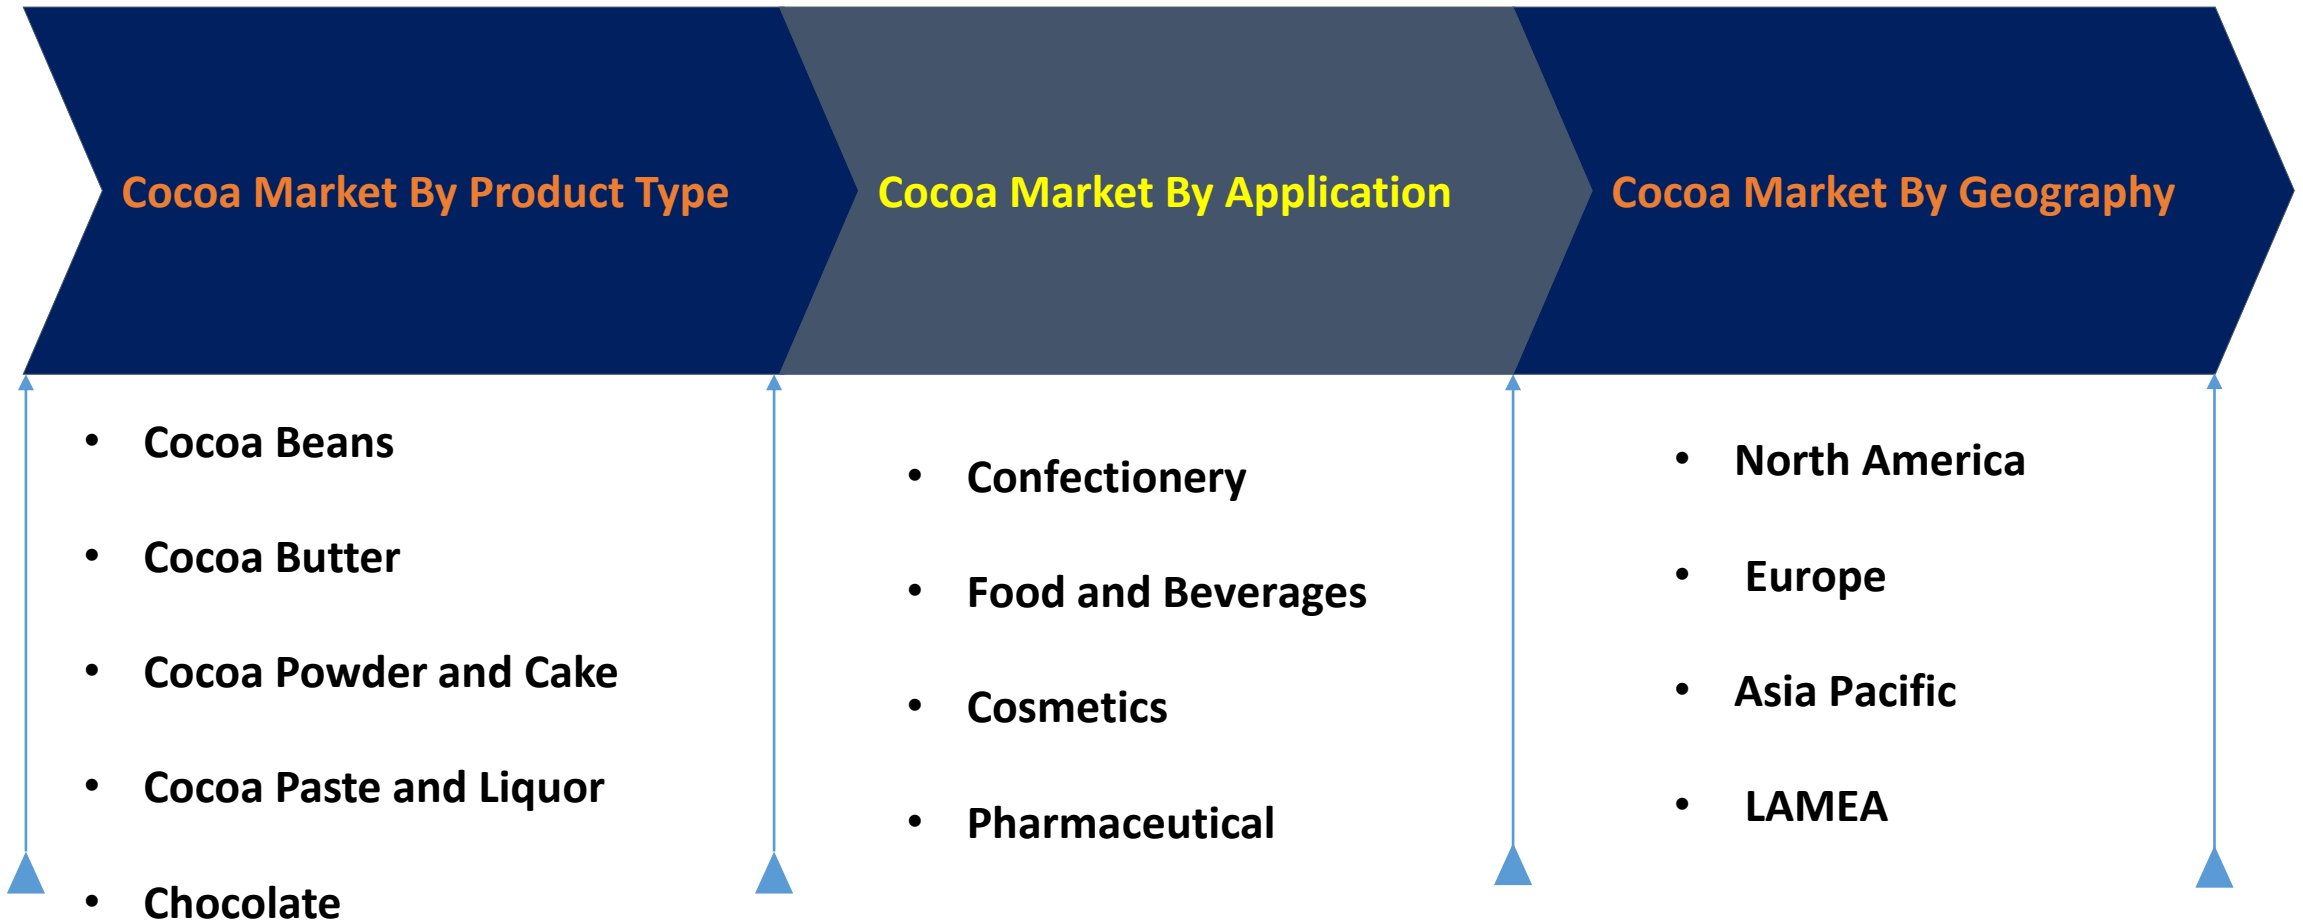 Cocoa Market By Product Type
Cocoa Market By Application
Cocoa Market By Geography
• Cocoa Beans
• Cocoa Butter
• Cocoa Powder and Cake
• Cocoa Paste and Liquor
• Chocolate
• Confectionery
• Food and Beverages
• Cosmetics
• Pharmaceutical
• North America
• Europe
• Asia Pacific
• LAMEA